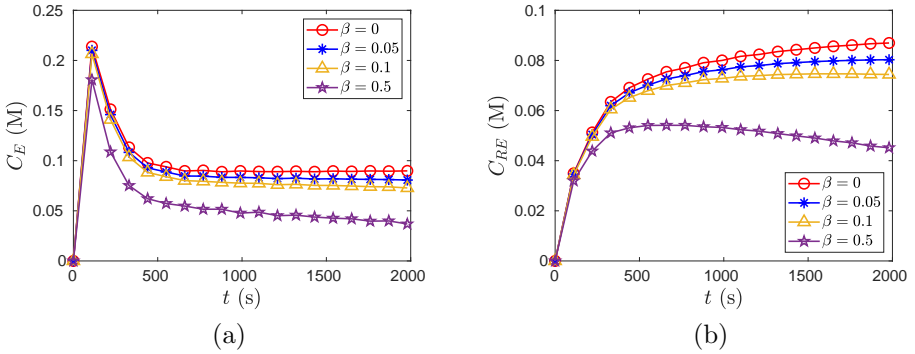 0.25
0.2
0.15
0.1
0.05
0
C_E (M)
0 500 1000 1500 2000
t (s)
β = 0
β = 0.05
β = 0.1
β = 0.5
(a)
0.1
0.08
0.06
0.04
0.02
0
C_{RE} (M)
0 500 1000 1500 2000
t (s)
β = 0
β = 0.05
β = 0.1
β = 0.5
(b)